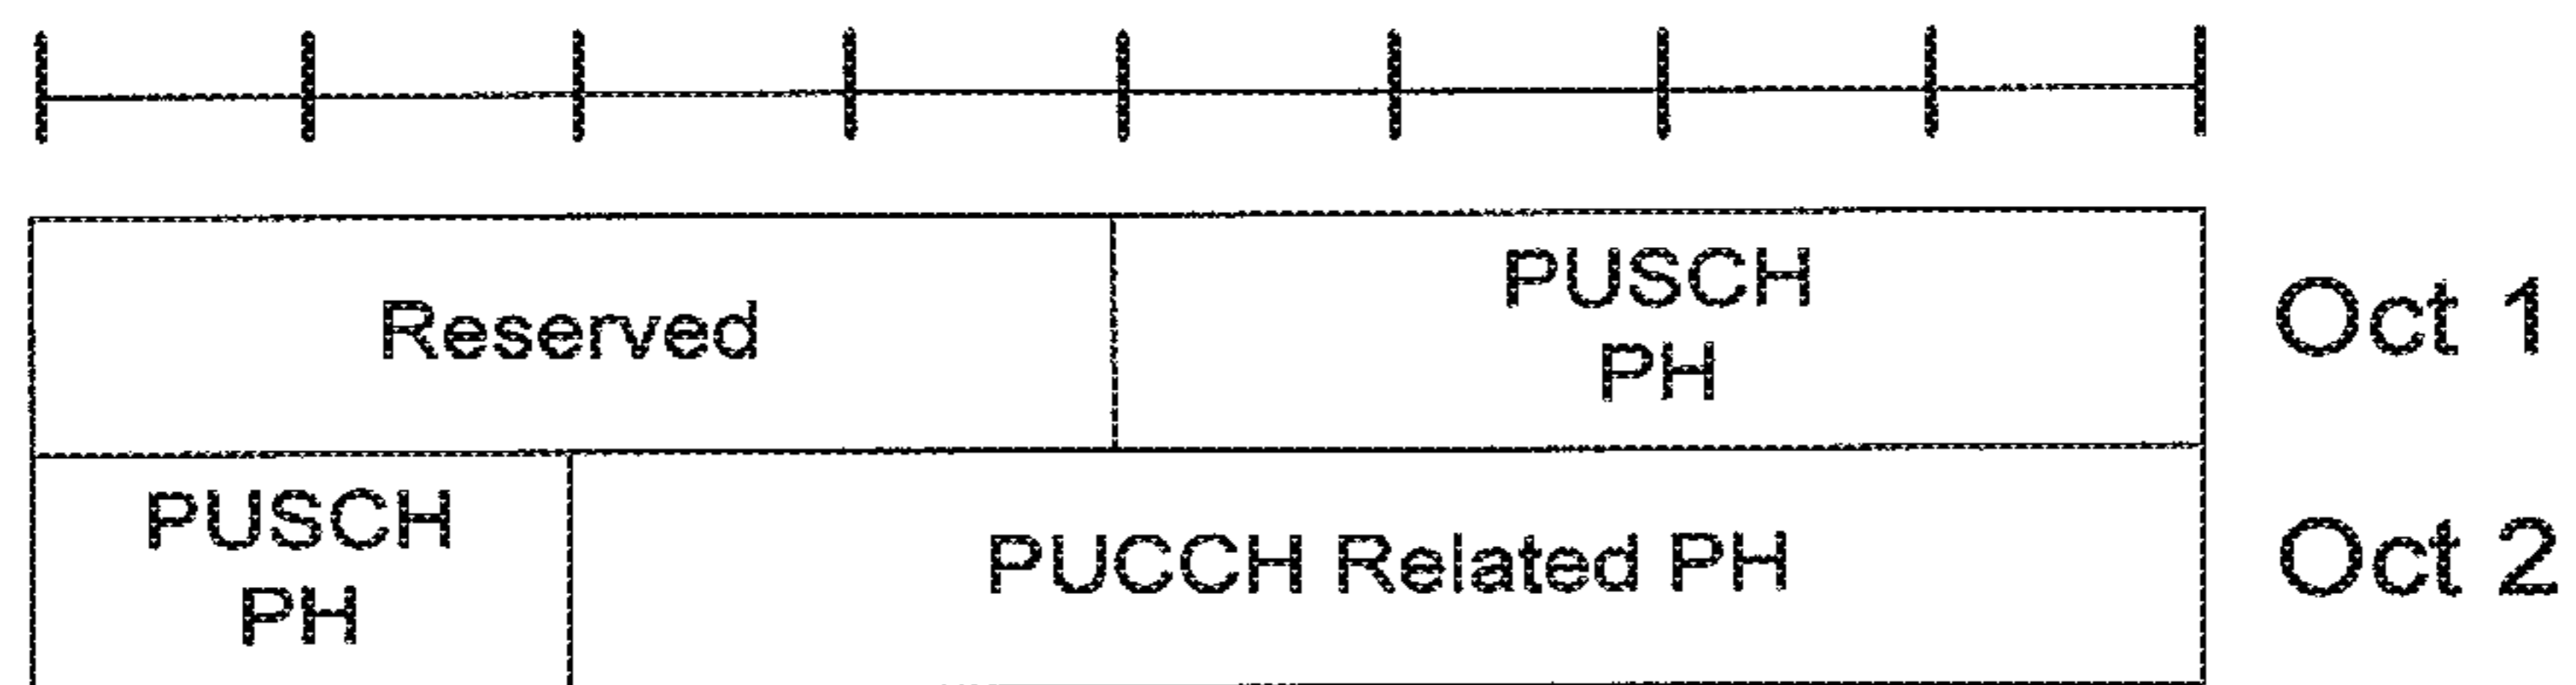 Reserved
PUSCH
PH
Oct 1
PUSCH
PH
PUCCH Related PH
Oct 2